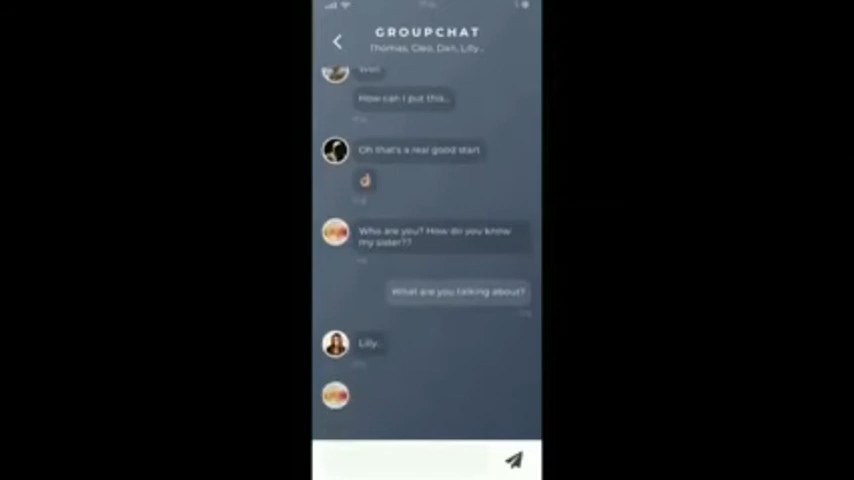 GROUPCHAT
Thomas, Cleo, Dan, Lilly..
Well
How can I put this...
Oh that's a real good start
Who are you? How do you know
my sister??
What are you talking about?
Lilly.